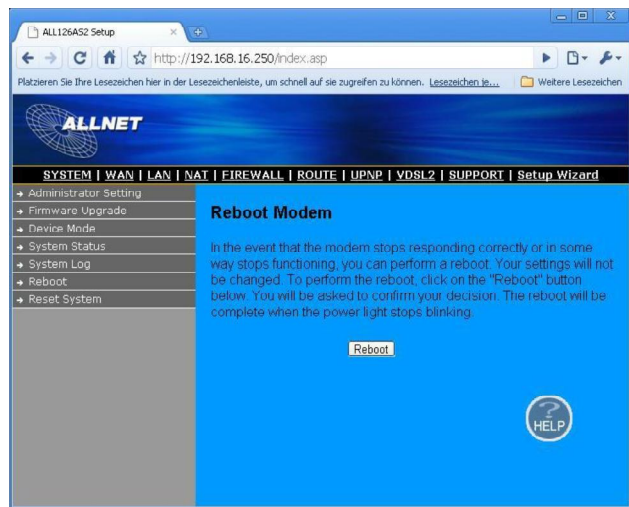 ALL126AS2 Setup
http://192.168.16.250/index.asp
Platzieren Sie Ihre Lesezeichen hier in der Lesezeichenleiste, um schnell auf sie zugreifen zu können. Lesezeichen je... Weitere Lesezeichen
ALLNET
SYSTEM | WAN | LAN | NAT | FIREWALL | ROUTE | UPNP | VDSL2 | SUPPORT | Setup Wizard
Administrator Setting
Firmware Upgrade
Device Mode
System Status
System Log
Reboot
Reset System
Reboot Modem
In the event that the modem stops responding correctly or in some
way stops functioning, you can perform a reboot. Your settings will not
be changed. To perform the reboot, click on the "Reboot" button
below. You will be asked to confirm your decision. The reboot will be
complete when the power light stops blinking.
Reboot
?
HELP